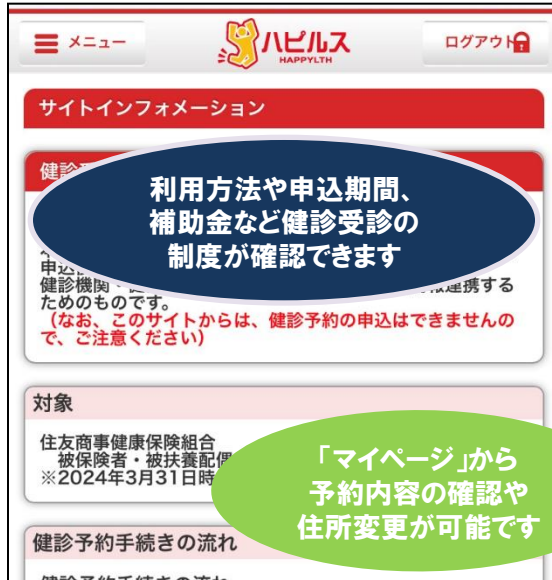 メニュー
ハピルス
HAPPYLTH
ログアウト
サイトインフォメーション
利用方法や申込期間、
補助金など健診受診の
制度が確認できます
健診機関
連携する
ためのものです。
(なお、このサイトからは、健診予約の申込はできませんの
で、ご注意ください)
対象
住友商事健康保険組合
被保険者・被扶養配偶
※2024年3月31日時
「マイページ」から
予約内容の確認や
住所変更が可能です
健診予約手続きの流れ